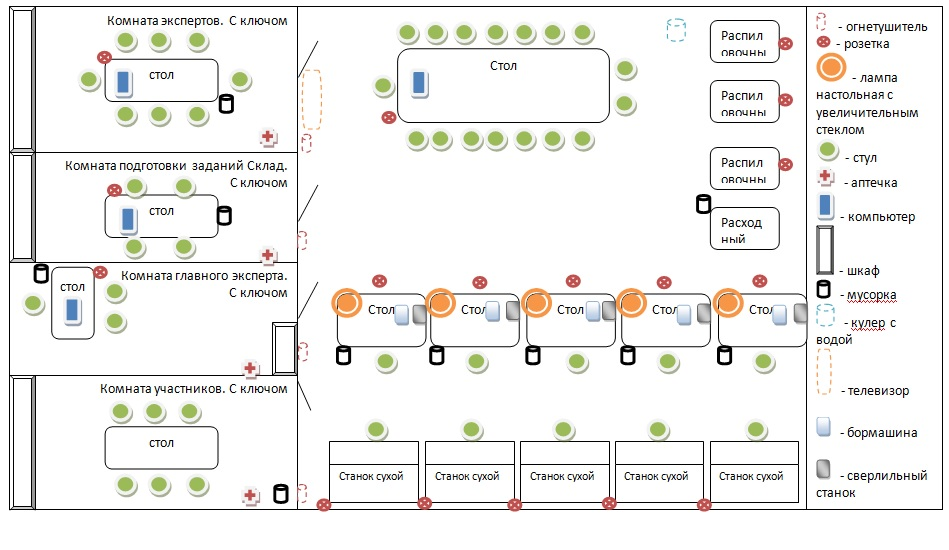 Комната экспертов. С ключом
стол
Комната подготовки заданий Склад.
С ключом
стол
Комната главного эксперта.
С ключом
стол
Комната участников. С ключом
стол
Стол
Распил
овочны
Распил
овочны
Распил
овочны
Расход
ный
Стол
Стол
Стол
Стол
Стол
Станок сухой
Станок сухой
Станок сухой
Станок сухой
Станок сухой
- огнетушитель
- розетка
- лампа
настольная с
увеличительным
стеклом
- стул
- аптечка
- компьютер
- шкаф
- мусорка
- кулер с
водой
- телевизор
- бормашина
- сверлильный
станок